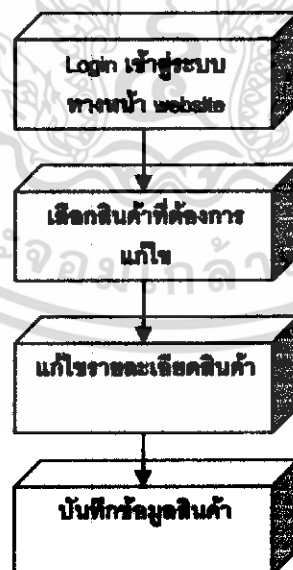 Login เข้าสู่ระบบ
ทางหน้า website
เลือกสินค้าที่ต้องการ
แก้ไข
แก้ไขรายละเอียดสินค้า
บันทึกข้อมูลสินค้า